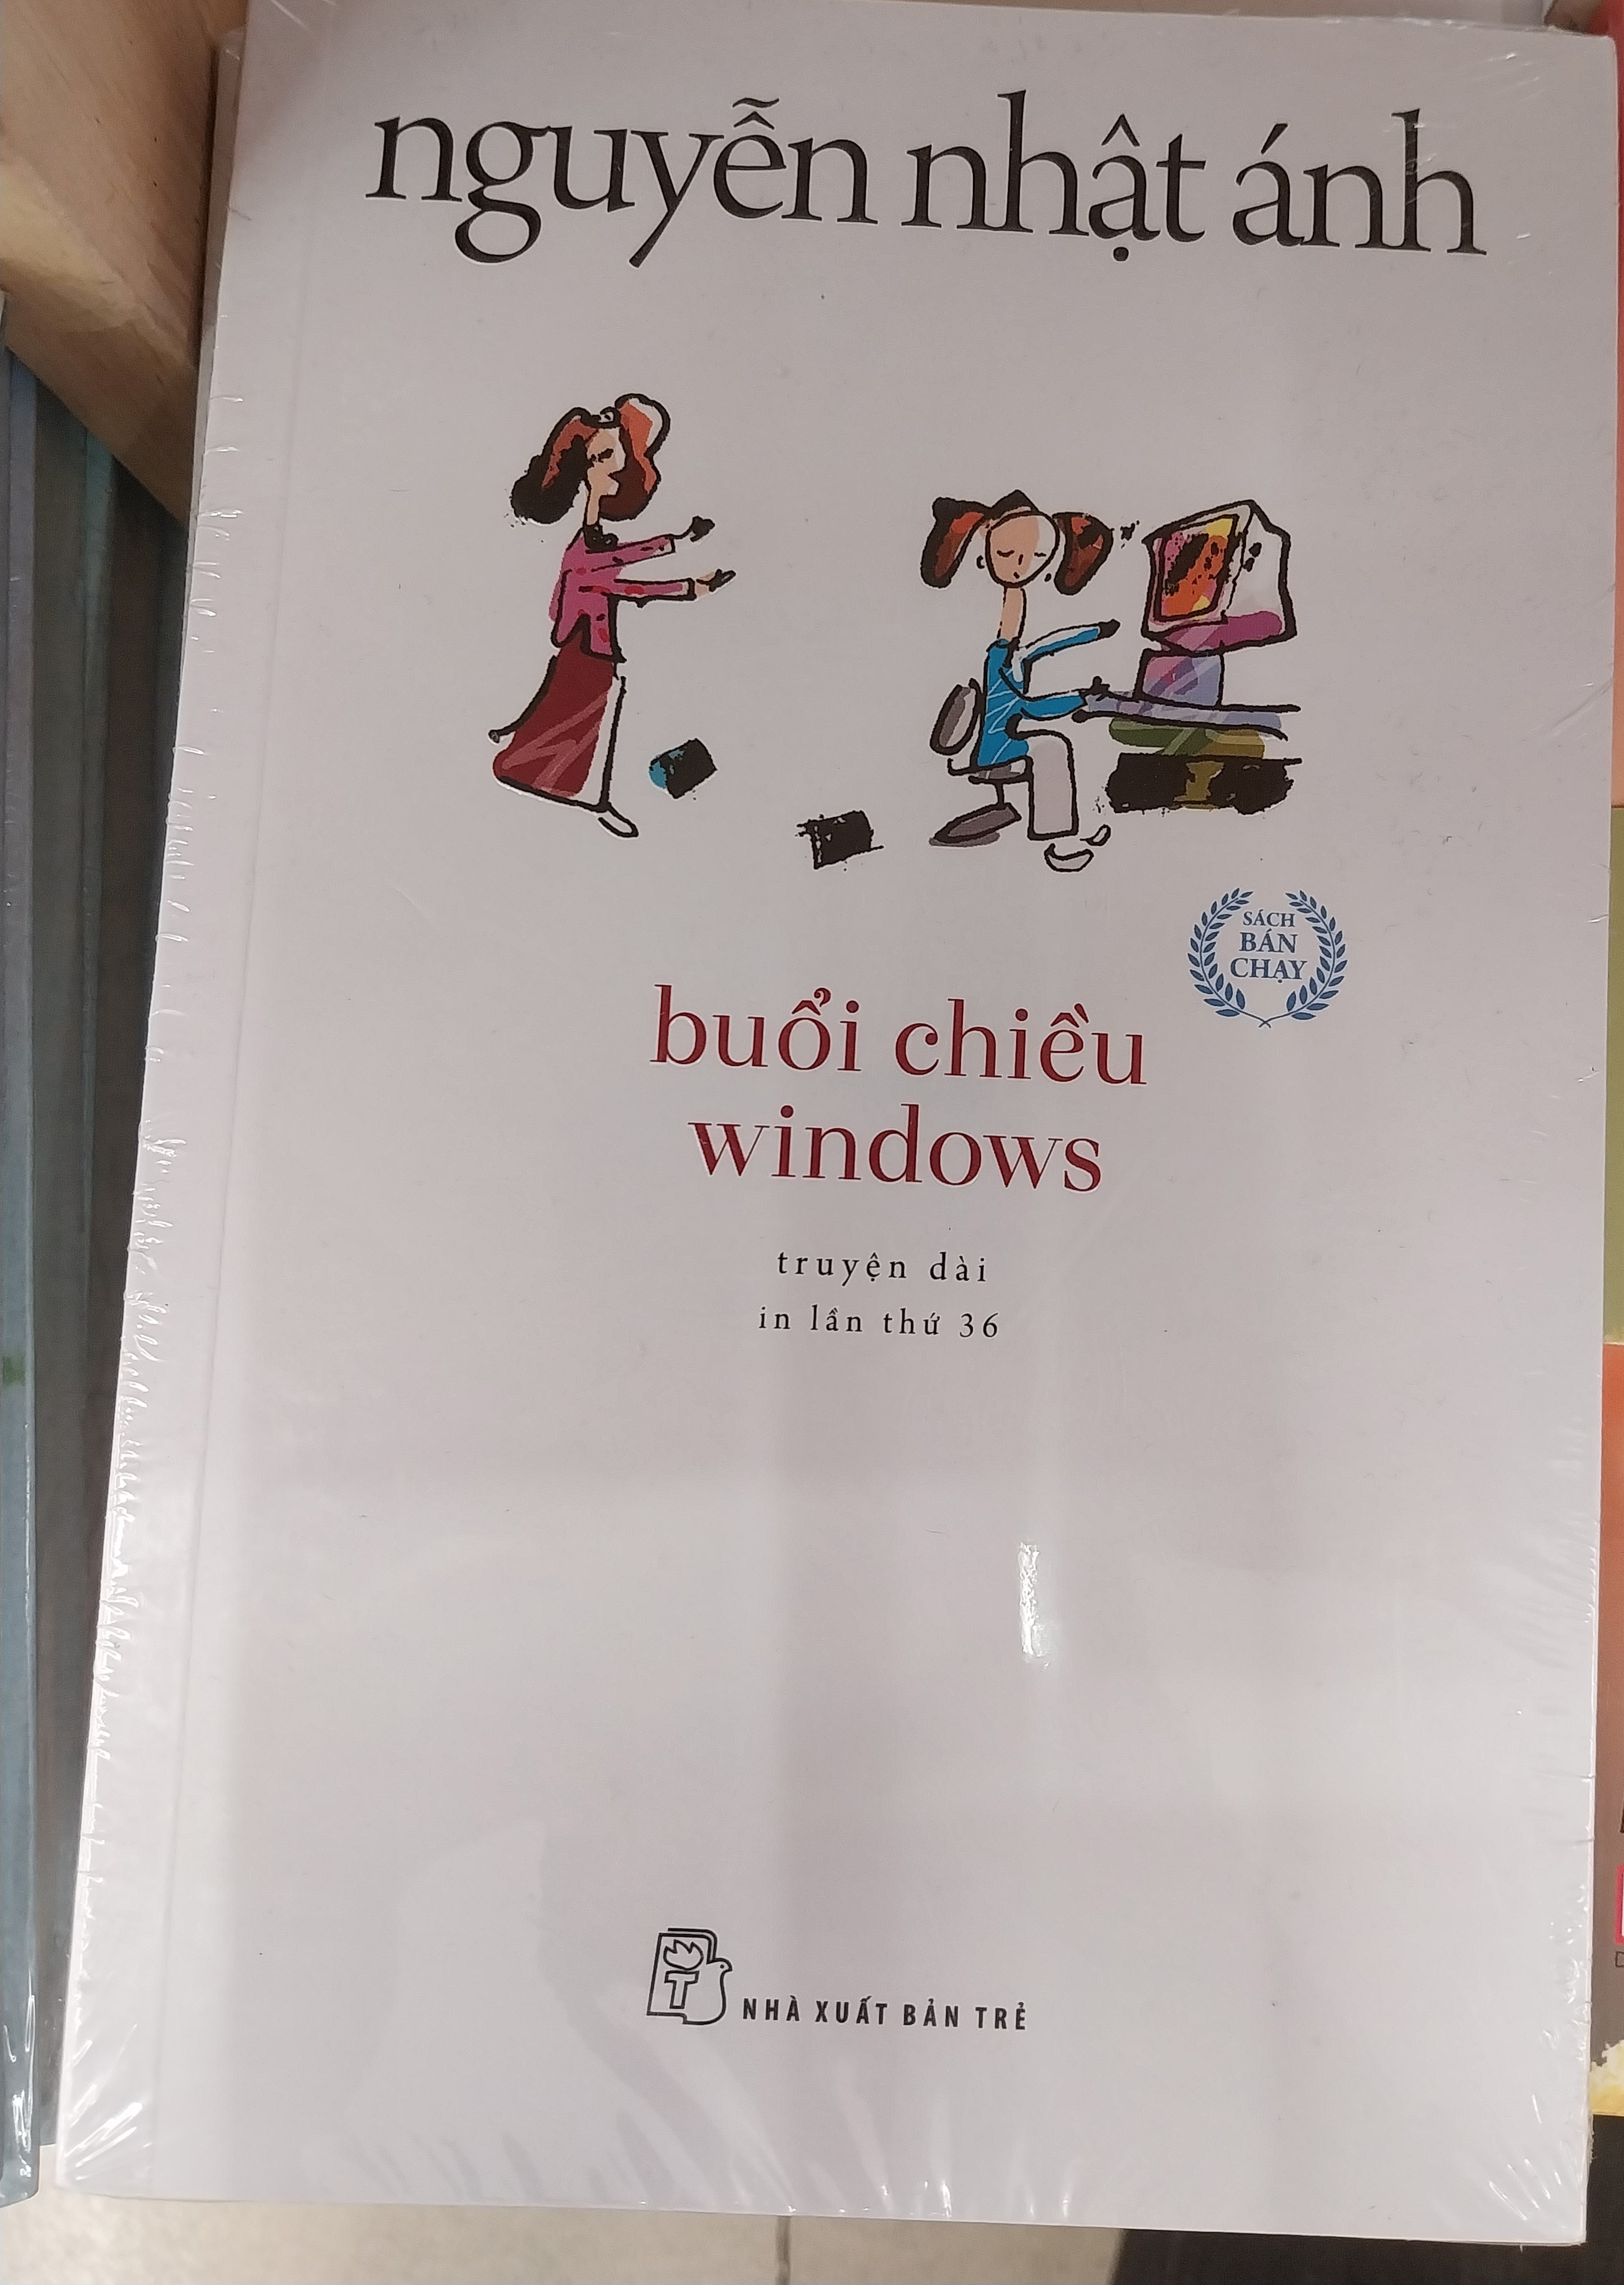 nguyễn nhật ánh
SÁCH
BÁN
CHẠY
buổi chiều
windows
truyện dài
in lần thứ 36
T
NHÀ XUẤT BẢN TRẺ